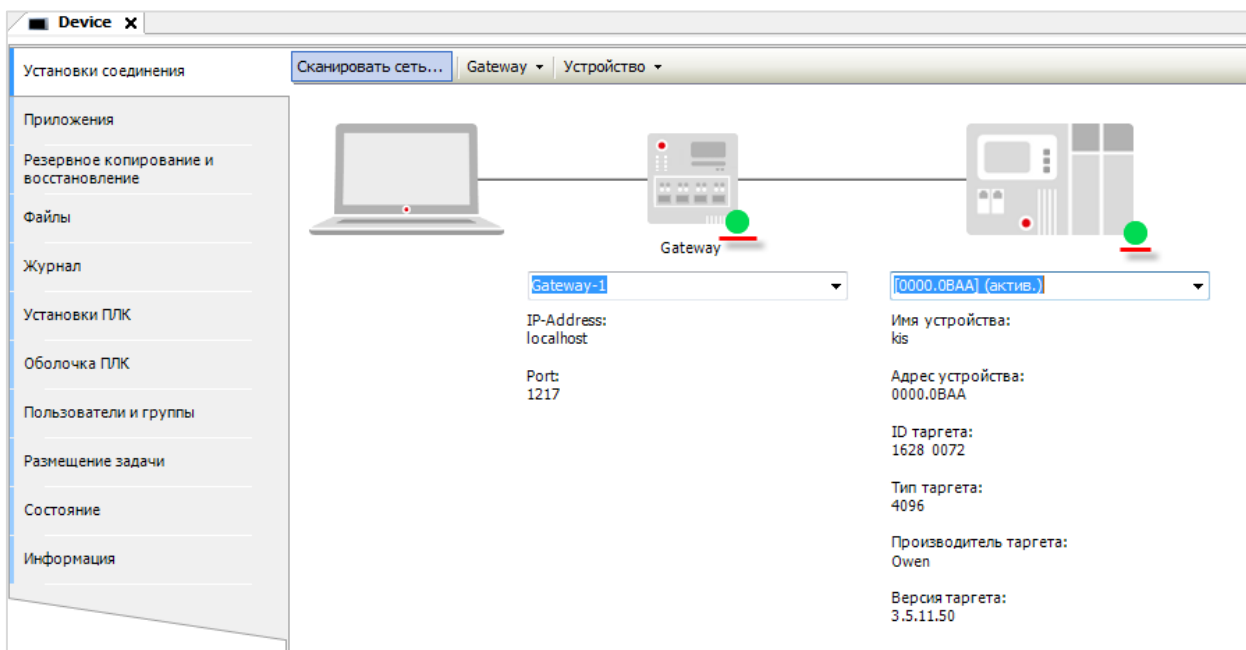 Device X
Установки соединения
Приложения
Резервное копирование и
восстановление
Файлы
Журнал
Установки ПЛК
Оболочка ПЛК
Пользователи и группы
Размещение задачи
Состояние
Информация
Сканировать сеть... Gateway Устройство
Gateway
Gateway-1
IP-Address:
localhost
Port:
1217
[0000.0BAA] (актив.)
Имя устройства:
kis
Адрес устройства:
0000.0BAA
ID таргета:
1628 0072
Тип таргета:
4096
Производитель таргета:
Owen
Версия таргета:
3.5.11.50